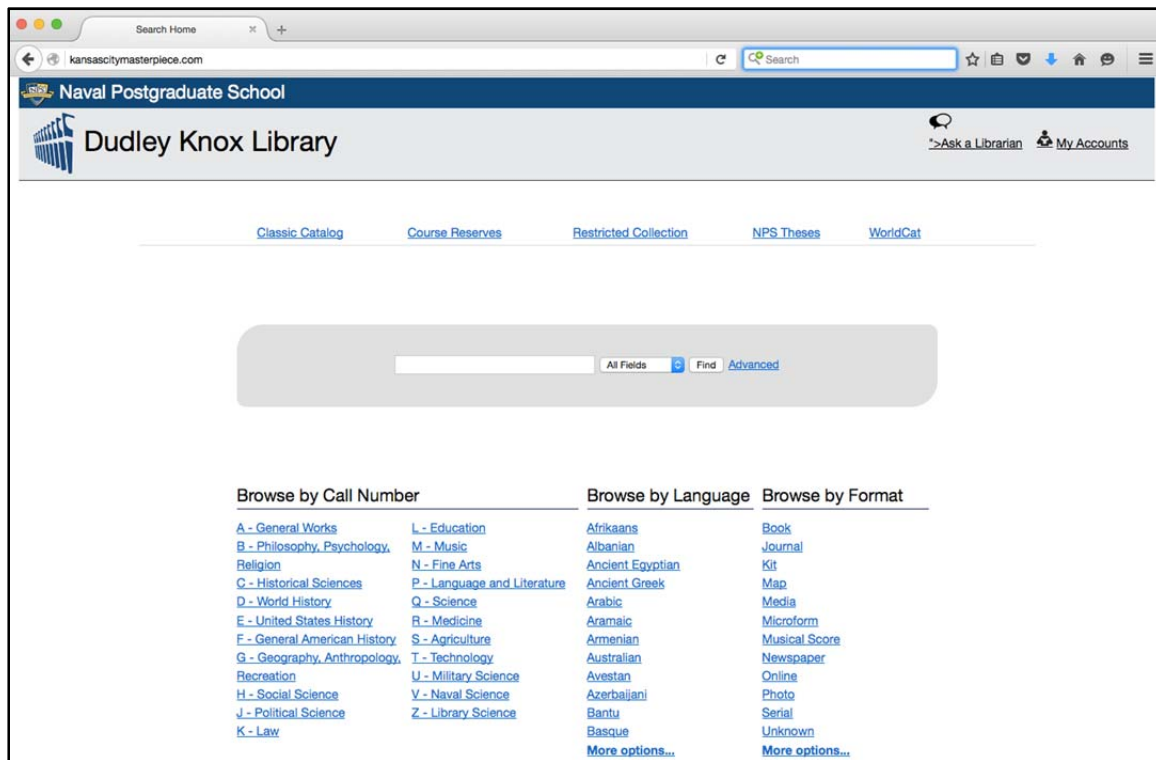 Search Home
kansascitymasterpiece.com
Search
NPS
Naval Postgraduate School
Dudley Knox Library
">Ask a Librarian
My Accounts
Classic Catalog
Course Reserves
Restricted Collection
NPS Theses
WorldCat
All Fields
Find
Advanced
Browse by Call Number
A - General Works
B - Philosophy, Psychology,
Religion
C - Historical Sciences
D - World History
E - United States History
F - General American History
G - Geography, Anthropology,
Recreation
H - Social Science
J - Political Science
K - Law
L - Education
M - Music
N - Fine Arts
P - Language and Literature
Q - Science
R - Medicine
S - Agriculture
T - Technology
U - Military Science
V - Naval Science
Z - Library Science
Browse by Language
Afrikaans
Albanian
Ancient Egyptian
Ancient Greek
Arabic
Aramaic
Armenian
Australian
Avestan
Azerbaijani
Bantu
Basque
More options...
Browse by Format
Book
Journal
Kit
Map
Media
Microform
Musical Score
Newspaper
Online
Photo
Serial
Unknown
More options...